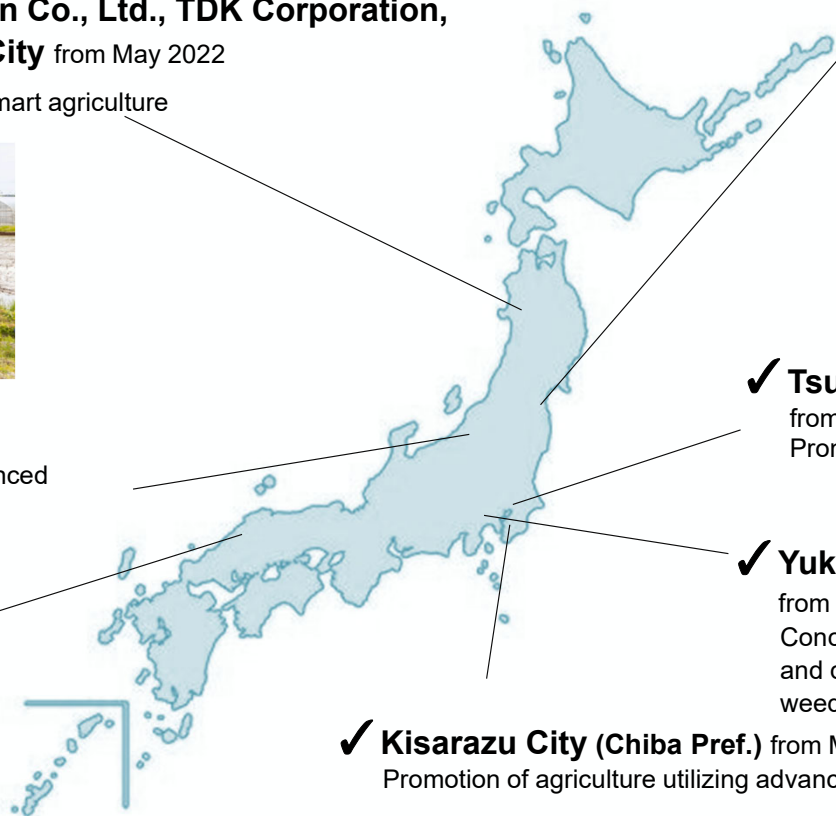 n Co., Ltd., TDK Corporation,
City from May 2022
mart agriculture
nced
✓ Tsu
from
Pron
✓ Yuk
from
Conc
and c
weed
✓ Kisarazu City (Chiba Pref.) from M
Promotion of agriculture utilizing advanc